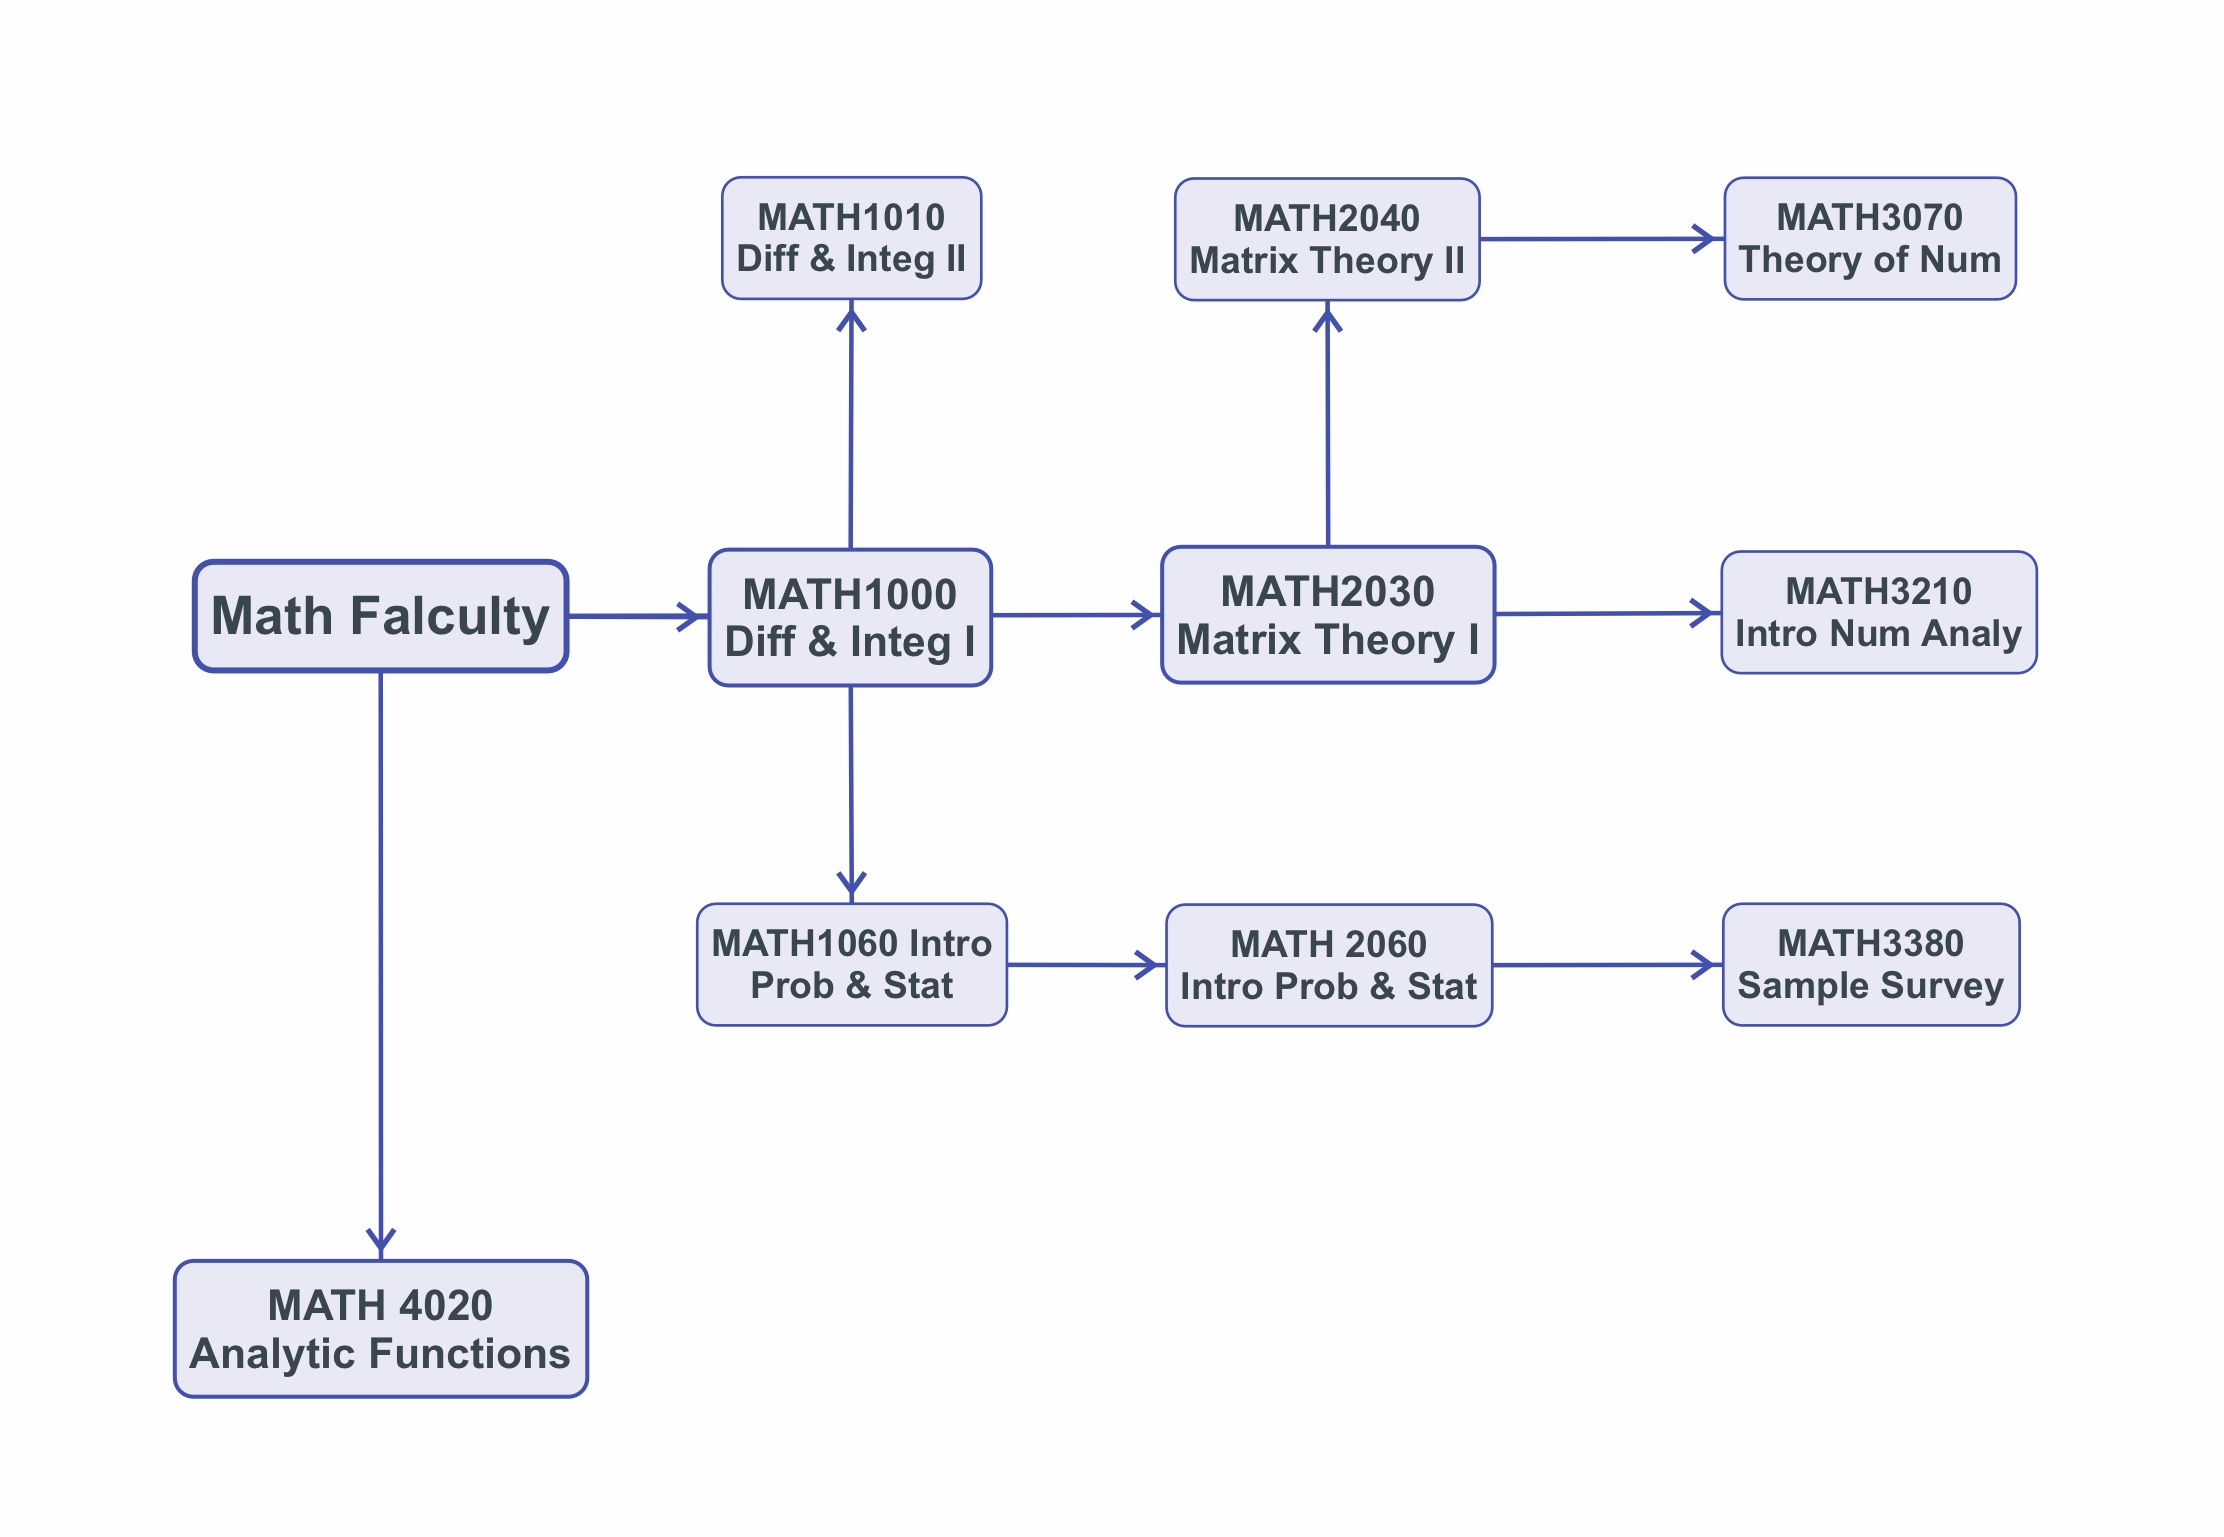 MATH1010
Diff & Integ II
MATH2040
Matrix Theory II
MATH3070
Theory of Num
Math Falculty
MATH1000
Diff & Integ I
MATH2030
Matrix Theory I
MATH3210
Intro Num Analy
MATH1060 Intro
Prob & Stat
MATH 2060
Intro Prob & Stat
MATH3380
Sample Survey
MATH 4020
Analytic Functions